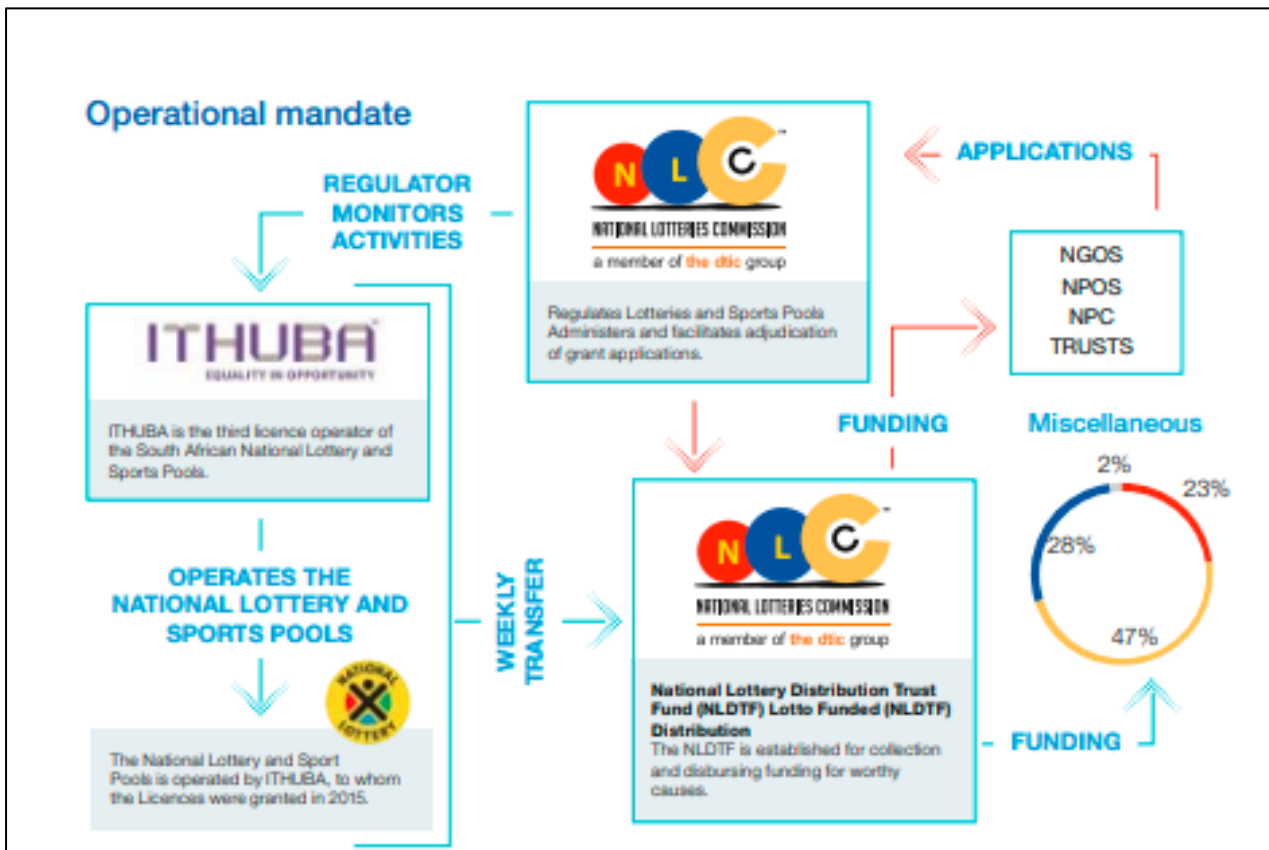 Operational mandate
NLC
NATIONAL LOTTERIES COMMISSION
a member of the dtic group
Regulates Lotteries and Sports Pools
Administers and facilitates adjudication
of grant applications.
REGULATOR
MONITORS
ACTIVITIES
APPLICATIONS
NGOS
NPOS
NPC
TRUSTS
ITHUBA
EQUALITY IN OPPORTUNITY
ITHUBA is the third licence operator of
the South African National Lottery and
Sports Pools.
OPERATES THE
NATIONAL LOTTERY AND
SPORTS POOLS
NATIONAL
LOTTERY
The National Lottery and Sport
Pools is operated by ITHUBA, to whom
the Licences were granted in 2015.
WEEKLY
TRANSFER
FUNDING
NLC
™
NATIONAL LOTTERIES COMMISSION
a member of the dtic group
National Lottery Distribution Trust
Fund (NLDTF) Lotto Funded (NLDTF)
Distribution
The NLDTF is established for collection
and disbursing funding for worthy
causes.
Miscellaneous
2%
23%
28%
47%
FUNDING